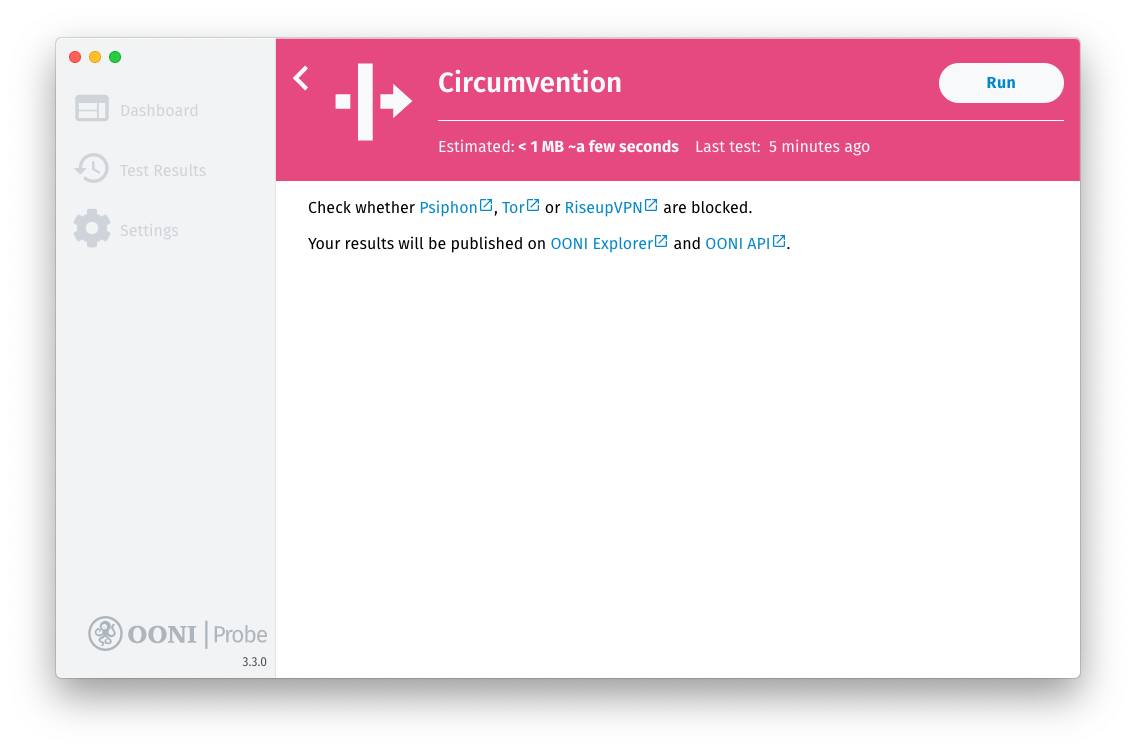 Dashboard
Test Results
Settings
OONI | Probe
3.3.0
Circumvention
Run
Estimated: < 1 MB ~a few seconds Last test: 5 minutes ago
Check whether Psiphon, Tor or RiseupVPN are blocked.
Your results will be published on OONI Explorer and OONI API.